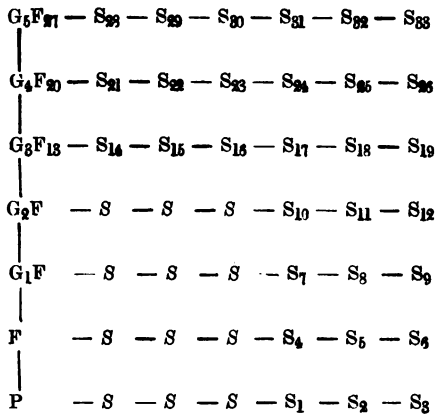 G₅F₂₇ — S₂₈ — S₂₉ — S₃₀ — S₃₁ — S₃₂ — S₃₃
G₄F₂₀ — S₂₁ — S₂₂ — S₂₃ — S₂₄ — S₂₅ — S₂₆
G₃F₁₃ — S₁₄ — S₁₅ — S₁₆ — S₁₇ — S₁₈ — S₁₉
G₂F — S — S — S — S₁₀ — S₁₁ — S₁₂
G₁F — S — S — S — S₇ — S₈ — S₉
F — S — S — S — S₄ — S₅ — S₆
P — S — S — S — S₁ — S₂ — S₃